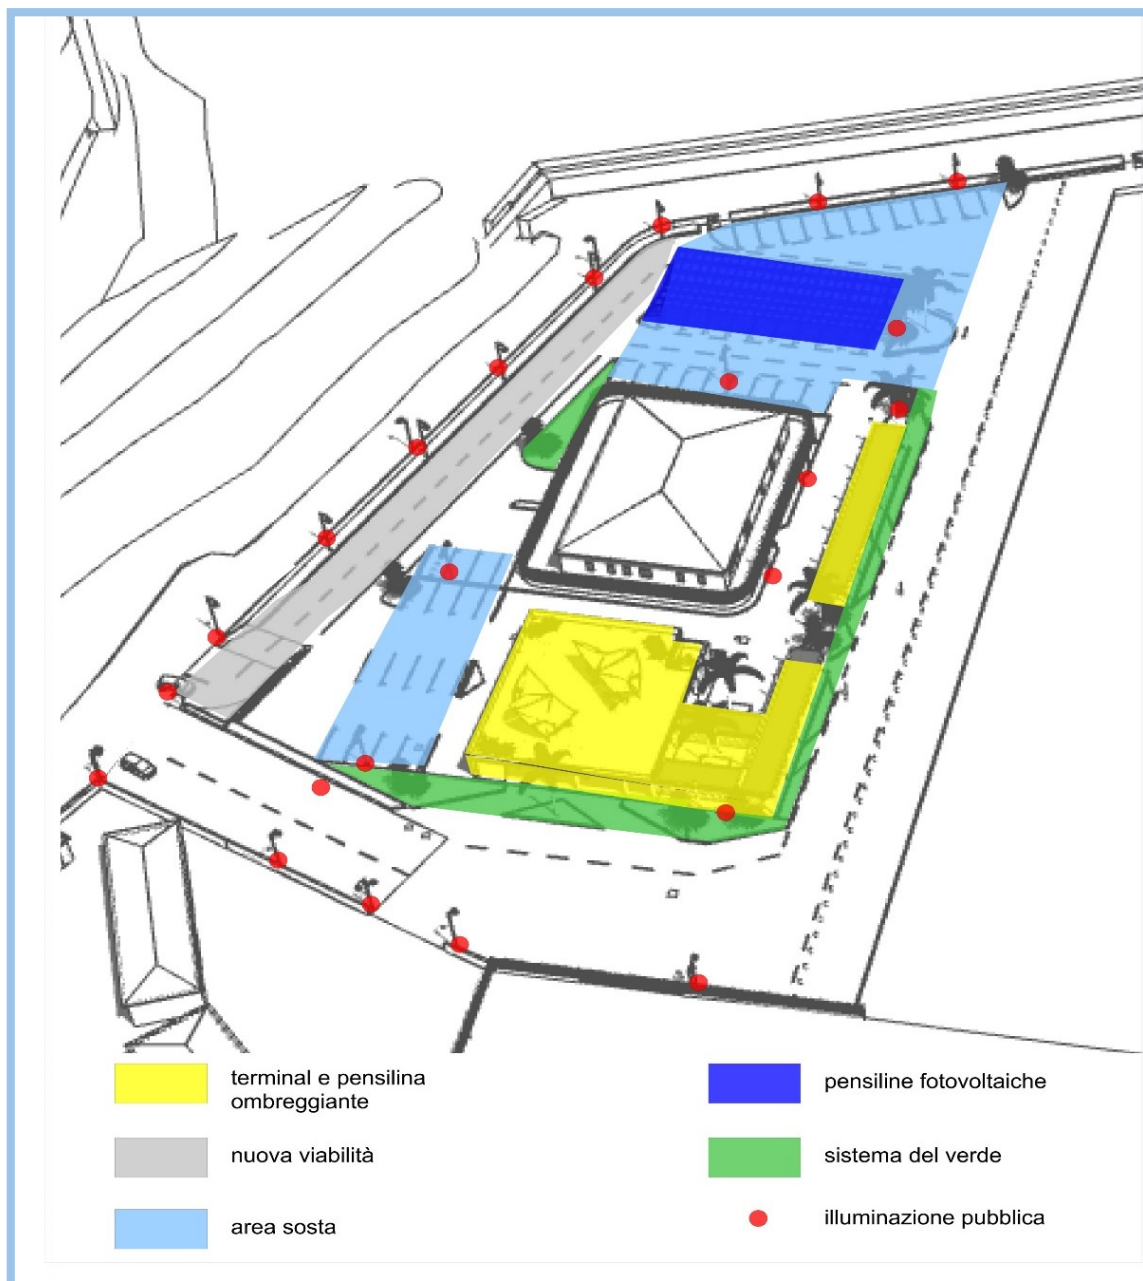 terminal e pensilina
ombreggiante
nuova viabilità
area sosta
pensiline fotovoltaiche
sistema del verde
illuminazione pubblica